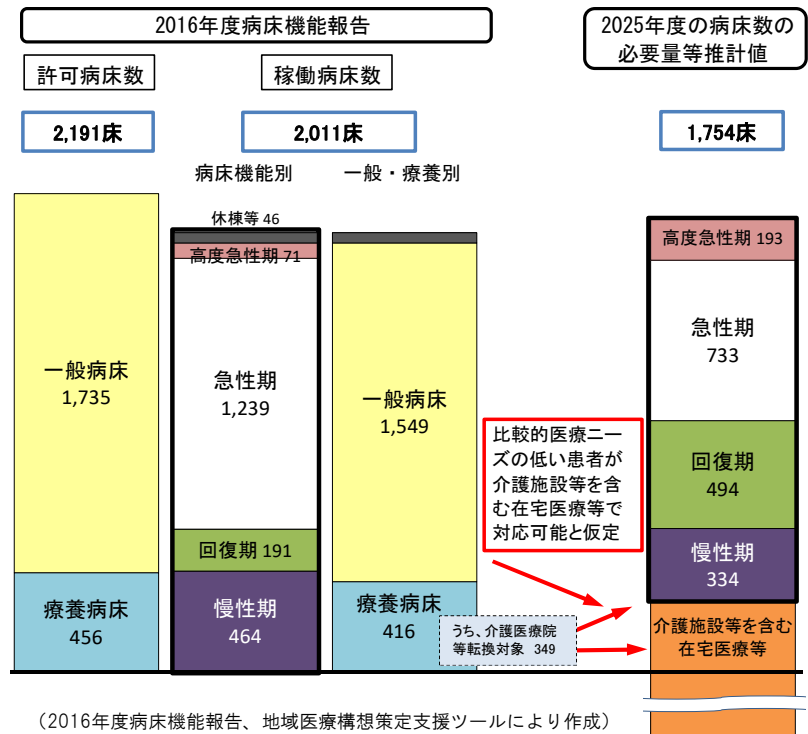 2016年度病床機能報告
2025年度の病床数の
必要量等推計値
許可病床数
稼働病床数
2,191床
2,011床
1,754床
病床機能別
一般・療養別
休棟等 46
高度急性期 71
高度急性期 193
急性期
733
一般病床
1,735
急性期
1,239
一般病床
1,549
比較的医療ニー
ズの低い患者が
介護施設等を含
む在宅医療等で
対応可能と仮定
回復期
494
回復期 191
慢性期
334
療養病床
456
慢性期
464
療養病床
416
うち、介護医療院
等転換対象 349
介護施設等を含む
在宅医療等
（2016年度病床機能報告、地域医療構想策定支援ツールにより作成）